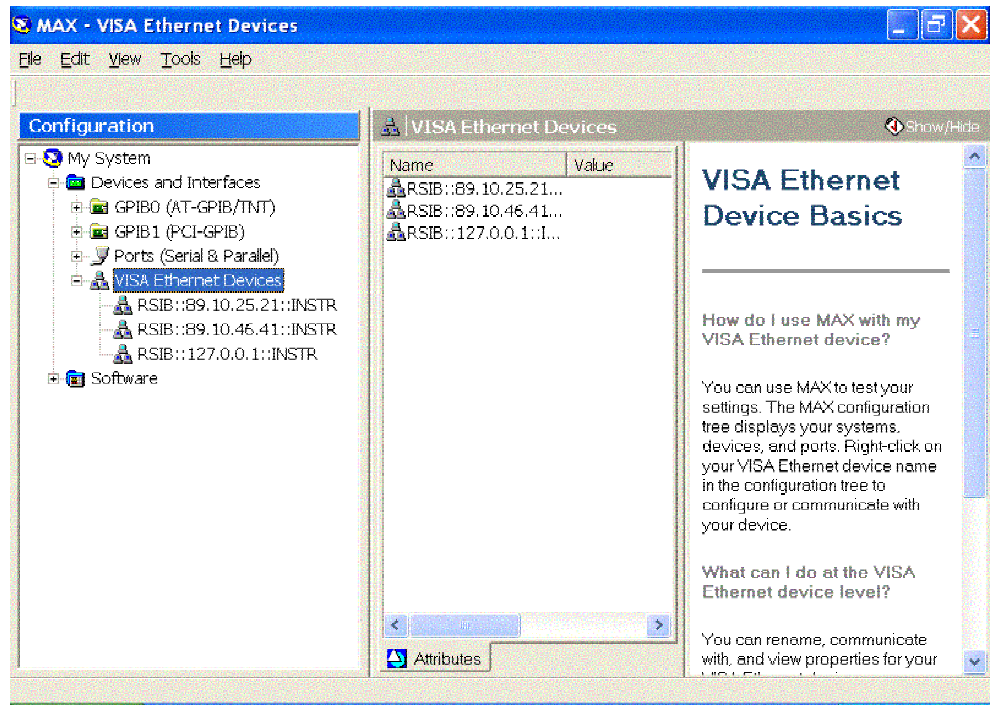 MAX - VISA Ethernet Devices
File Edit View Tools Help
Configuration
My System
Devices and Interfaces
GPIB0 (AT-GPIB/TNT)
GPIB1 (PCI-GPIB)
Ports (Serial & Parallel)
VISA Ethernet Devices
RSIB::89.10.25.21::INSTR
RSIB::89.10.46.41::INSTR
RSIB::127.0.0.1::INSTR
Software
VISA Ethernet Devices
Show/Hide
Name Value
RSIB::89.10.25.21...
RSIB::89.10.46.41...
RSIB::127.0.0.1::I...
Attributes
VISA Ethernet
Device Basics
How do I use MAX with my
VISA Ethernet device?
You can use MAX to test your
settings. The MAX configuration
tree displays your systems,
devices, and ports. Right-click on
your VISA Ethernet device name
in the configuration tree to
configure or communicate with
your device.
What can I do at the VISA
Ethernet device level?
You can rename, communicate
with, and view properties for your